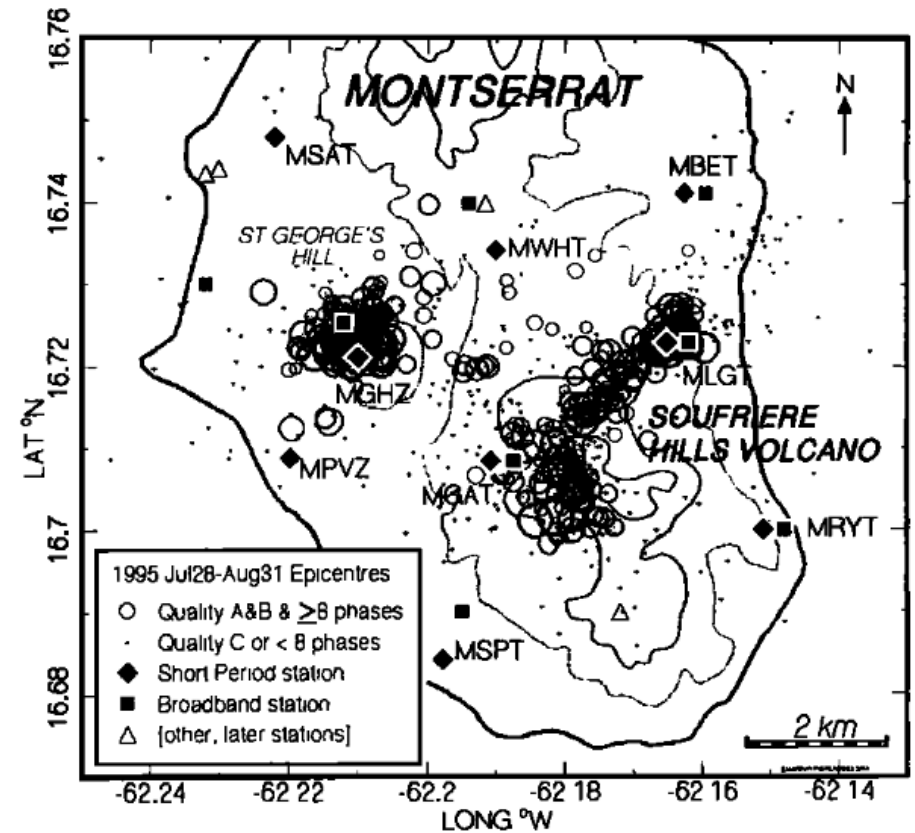 16.76
16.74
16.72
16.7
16.68
LAT ºN
MONTSERRAT
N
MSAT
MBET
ST GEORGE'S
HILL
MWHT
MGHZ
MLGT
SOUFRIERE
HILLS VOLCANO
MPVZ
MGAT
MRYT
MSPT
1995 Jul28-Aug31 Epicentres
Quality A&B & ≥8 phases
Quality C or < 8 phases
Short Period station
Broadband station
[other, later stations]
2 km
-62.24
-62 22
-62.2
-62 18
-62 16
-62 14
LONG ºW